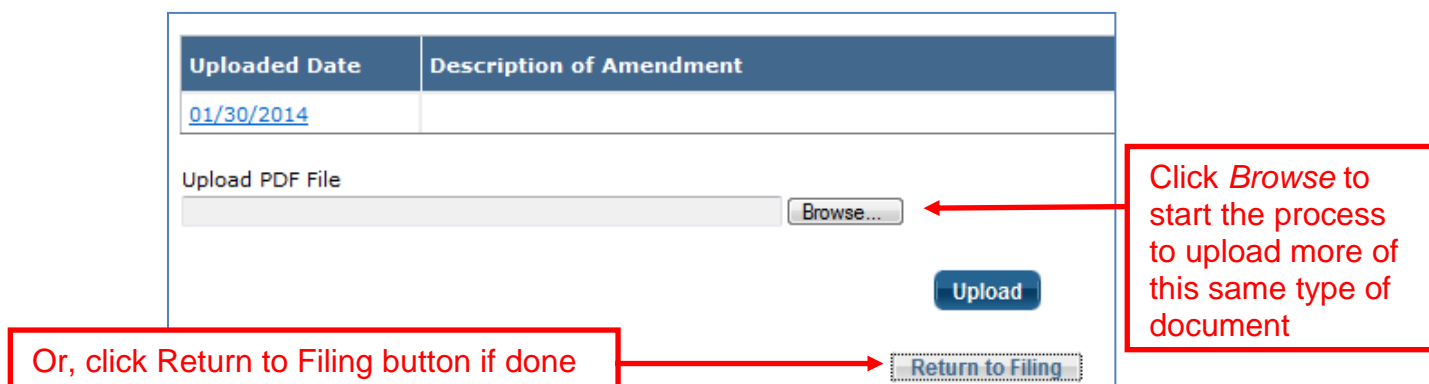 Uploaded Date Description of Amendment
01/30/2014
Upload PDF File
Browse...
Click Browse to
start the process
to upload more of
this same type of
document
Upload
Or, click Return to Filing button if done
Return to Filing